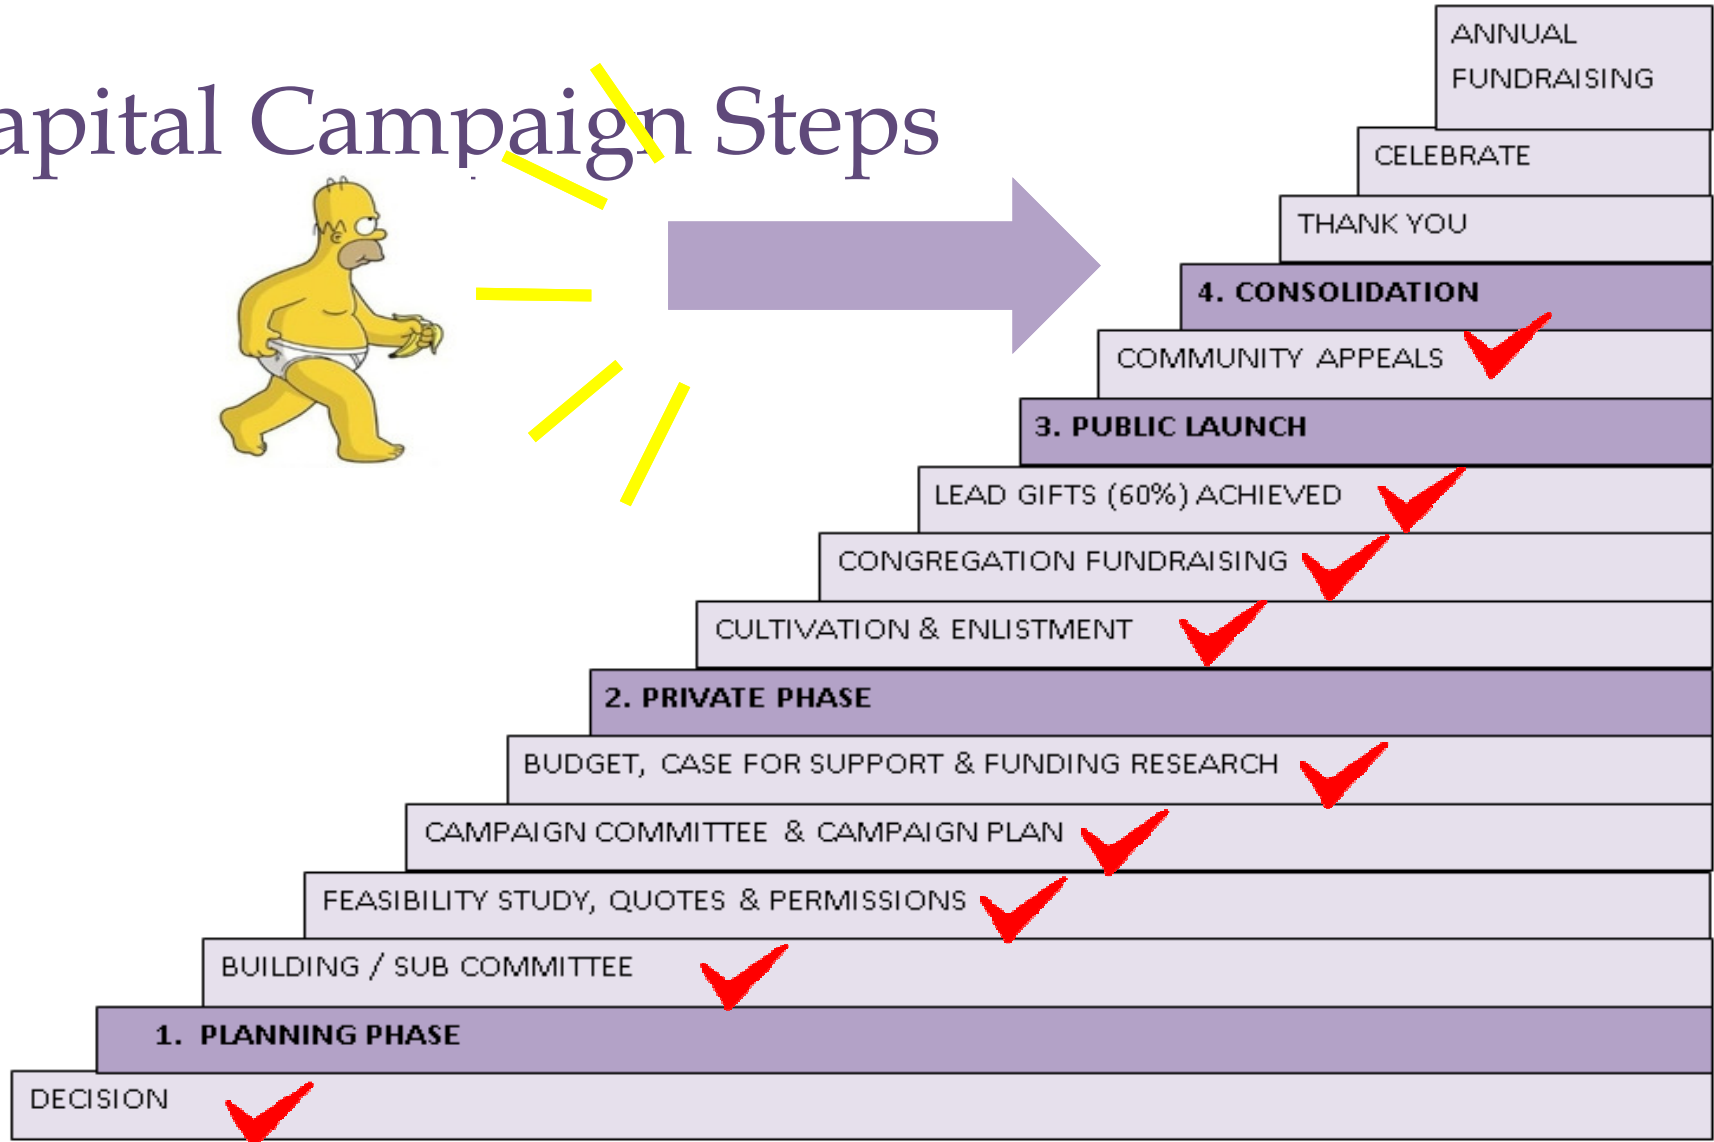 apital Campaign Steps
ANNUAL
FUNDRAISING
CELEBRATE
THANK YOU
4. CONSOLIDATION
COMMUNITY APPEALS
3. PUBLIC LAUNCH
LEAD GIFTS (60%) ACHIEVED
CONGREGATION FUNDRAISING
CULTIVATION & ENLISTMENT
2. PRIVATE PHASE
BUDGET, CASE FOR SUPPORT & FUNDING RESEARCH
CAMPAIGN COMMITTEE & CAMPAIGN PLAN
FEASIBILITY STUDY, QUOTES & PERMISSIONS
BUILDING / SUB COMMITTEE
1. PLANNING PHASE
DECISION